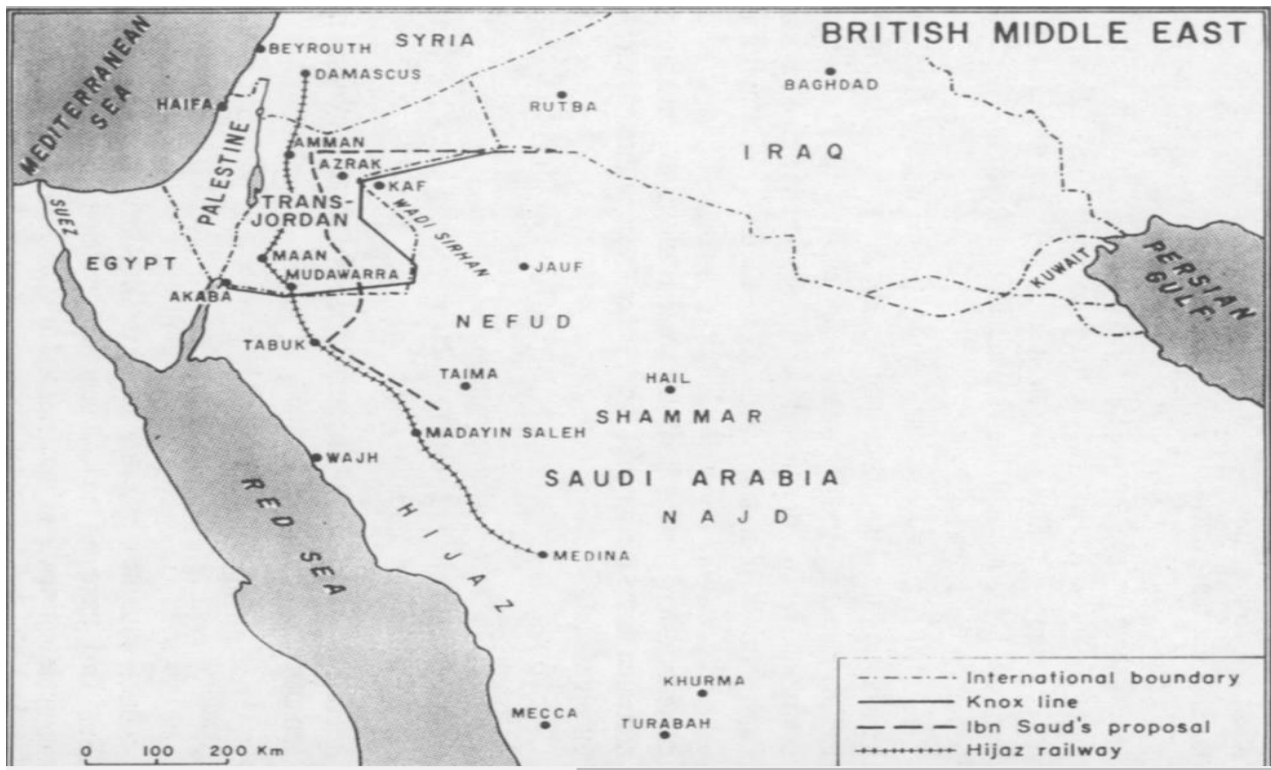 BRITISH MIDDLE EAST
MEDITERRANEAN
SEA
BEYROUTH
SYRIA
DAMASCUS
BAGHDAD
HAIFA
RUTBA
PALESTINE
AMMAN
AZRAK
IRAQ
KAF
TRANS-
JORDAN
WADI SIRHAN
SUEZ
EGYPT
MAAN
MUDAWARRA
JAUF
KUWAIT
PERSIAN
GULF
AKABA
NEFUD
TABUK
TAIMA
HAIL
SHAMMAR
MADAYIN SALEH
WAJH
SAUDI ARABIA
NAJD
RED SEA
HIJAZ
MEDINA
KHURMA
MECCA
TURABAH
0 100 200 Km
International boundary
Knox line
Ibn Saud's proposal
Hijaz railway